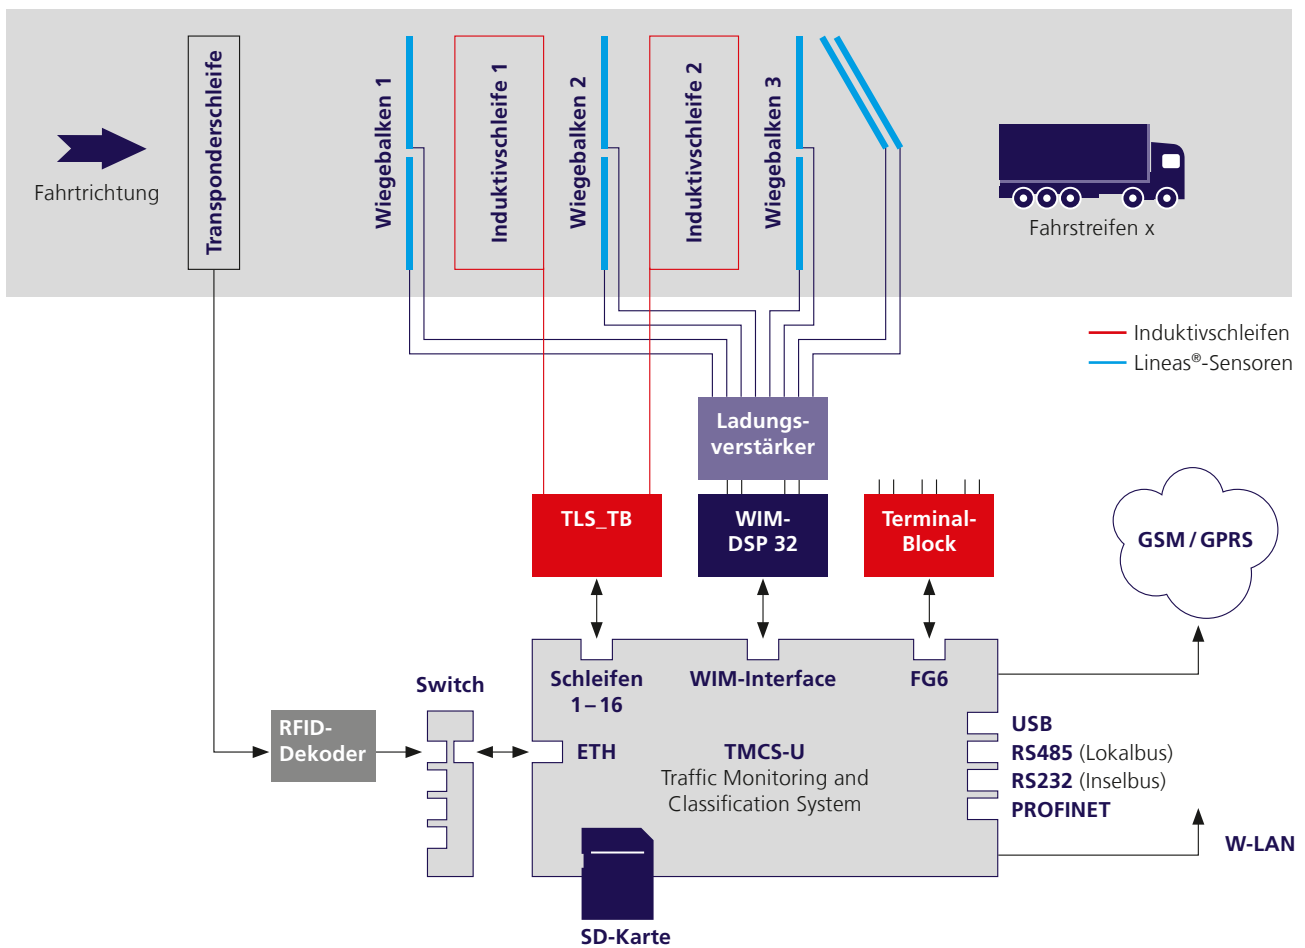 Fahrtrichtung
Transponderschleife
Wiegebalken 1
Induktivschleife 1
Wiegebalken 2
Induktivschleife 2
Wiegebalken 3
Fahrstreifen x
Induktivschleifen
Lineas®-Sensoren
Ladungs-
verstärker
TLS_TB
WIM-
DSP 32
Terminal-
Block
GSM / GPRS
Schleifen
1 – 16
WIM-Interface
FG6
Switch
RFID-
Dekoder
ETH
TMCS-U
Traffic Monitoring and
Classification System
USB
RS485 (Lokalbus)
RS232 (Inselbus)
PROFINET
W-LAN
SD-Karte